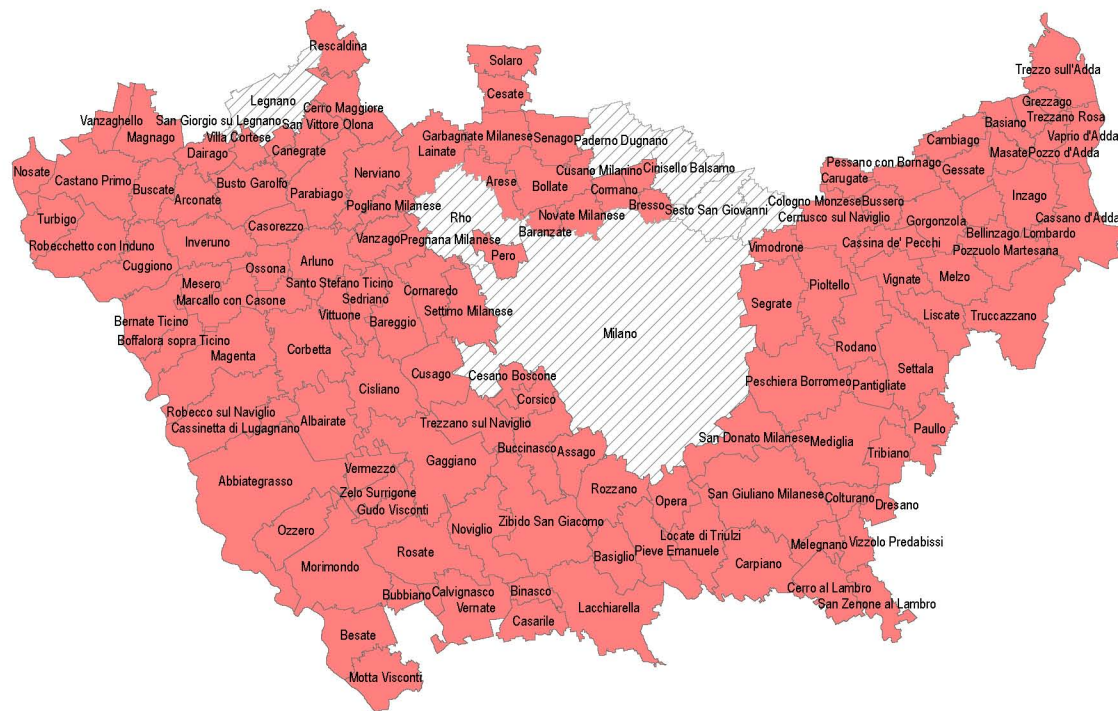 Rescaldina
Solaro
Trezzo sull'Adda
Cesate
Legnano
Grezzago
Cerro Maggiore
Vanzaghello
San Giorgio su Legnano
Basiano
Trezzano Rosa
San Vittore Olona
Magnago
Villa Cortese
Garbagnate Milanese
Senago
Paderno Dugnano
Cambiago
Vaprio d'Adda
Lainate
Canegrate
Dairago
Masate
Pozzo d'Adda
Pessano con Bornago
Nosate
Castano Primo
Nerviano
Cusano Milanino
Cinisello Balsamo
Gessate
Carugate
Arese
Busto Garolfo
Bollate
Cormano
Buscate
Parabiago
Arconate
Inzago
Cologno Monzese
Bussero
Pogliano Milanese
Bresso
Sesto San Giovanni
Turbigo
Rho
Novate Milanese
Cernusco sul Naviglio
Cassano d'Adda
Gorgonzola
Casorezzo
Baranzate
Bellinzago Lombardo
Vanzago
Pregnana Milanese
Inveruno
Cassina de' Pecchi
Robecchetto con Induno
Vimodrone
Pozzuolo Martesana
Pero
Arluno
Cuggiono
Ossona
Melzo
Vignate
Mesero
Santo Stefano Ticino
Pioltello
Cornaredo
Marcallo con Casone
Sedriano
Segrate
Vittuone
Settimo Milanese
Liscate
Truccazzano
Bernate Ticino
Bareggio
Milano
Boffalora sopra Ticino
Rodano
Corbetta
Magenta
Settala
Cusago
Cesano Boscone
Peschiera Borromeo
Pantigliate
Cisliano
Corsico
Robecco sul Naviglio
Albairate
Trezzano sul Naviglio
Cassinetta di Lugagnano
Paullo
San Donato Milanese
Mediglia
Buccinasco
Assago
Tribiano
Gaggiano
Vermezzo
Abbiategrasso
Rozzano
Zelo Surrigone
San Giuliano Milanese
Colturano
Opera
Dresano
Gudo Visconti
Zibido San Giacomo
Ozzero
Noviglio
Locate di Triulzi
Vizzolo Predabissi
Melegnano
Rosate
Pieve Emanuele
Basiglio
Carpiano
Morimondo
Cerro al Lambro
Calvignasco
Binasco
Bubbiano
San Zenone al Lambro
Vernate
Lacchiarella
Casarile
Besate
Motta Visconti